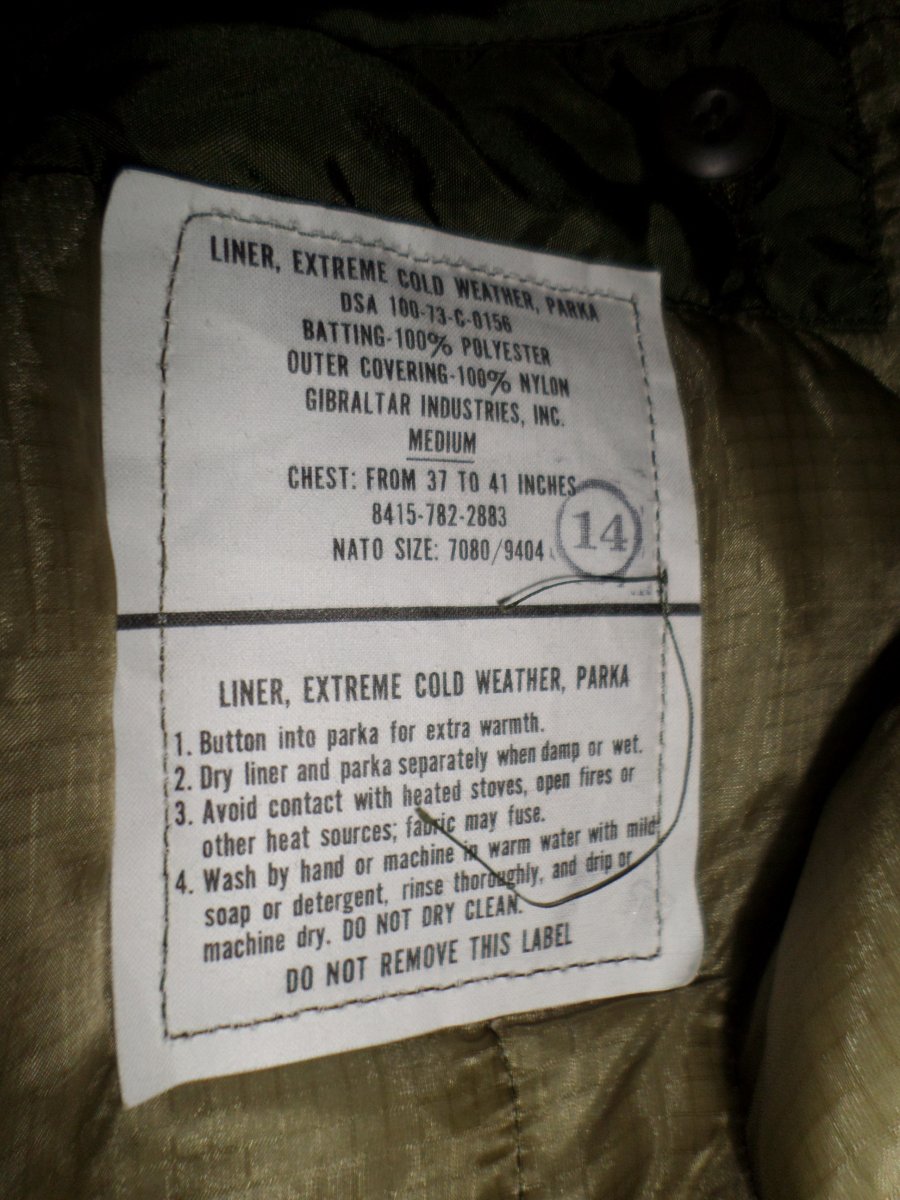 LINER, EXTREME COLD WEATHER, PARKA
DSA 100-73-C-0156
BATTING-100% POLYESTER
OUTER COVERING-100% NYLON
GIBRALTAR INDUSTRIES, INC.
MEDIUM
CHEST: FROM 37 TO 41 INCHES
8415-782-2883
NATO SIZE: 7080/9404
14
LINER, EXTREME COLD WEATHER, PARKA
1. Button into parka for extra warmth.
2. Dry liner and parka separately when damp or wet.
3. Avoid contact with heated stoves, open fires or
other heat sources; fabric may fuse.
4. Wash by hand or machine in warm water with mild
soap or detergent, rinse thoroughly, and drip or
machine dry. DO NOT DRY CLEAN.
DO NOT REMOVE THIS LABEL